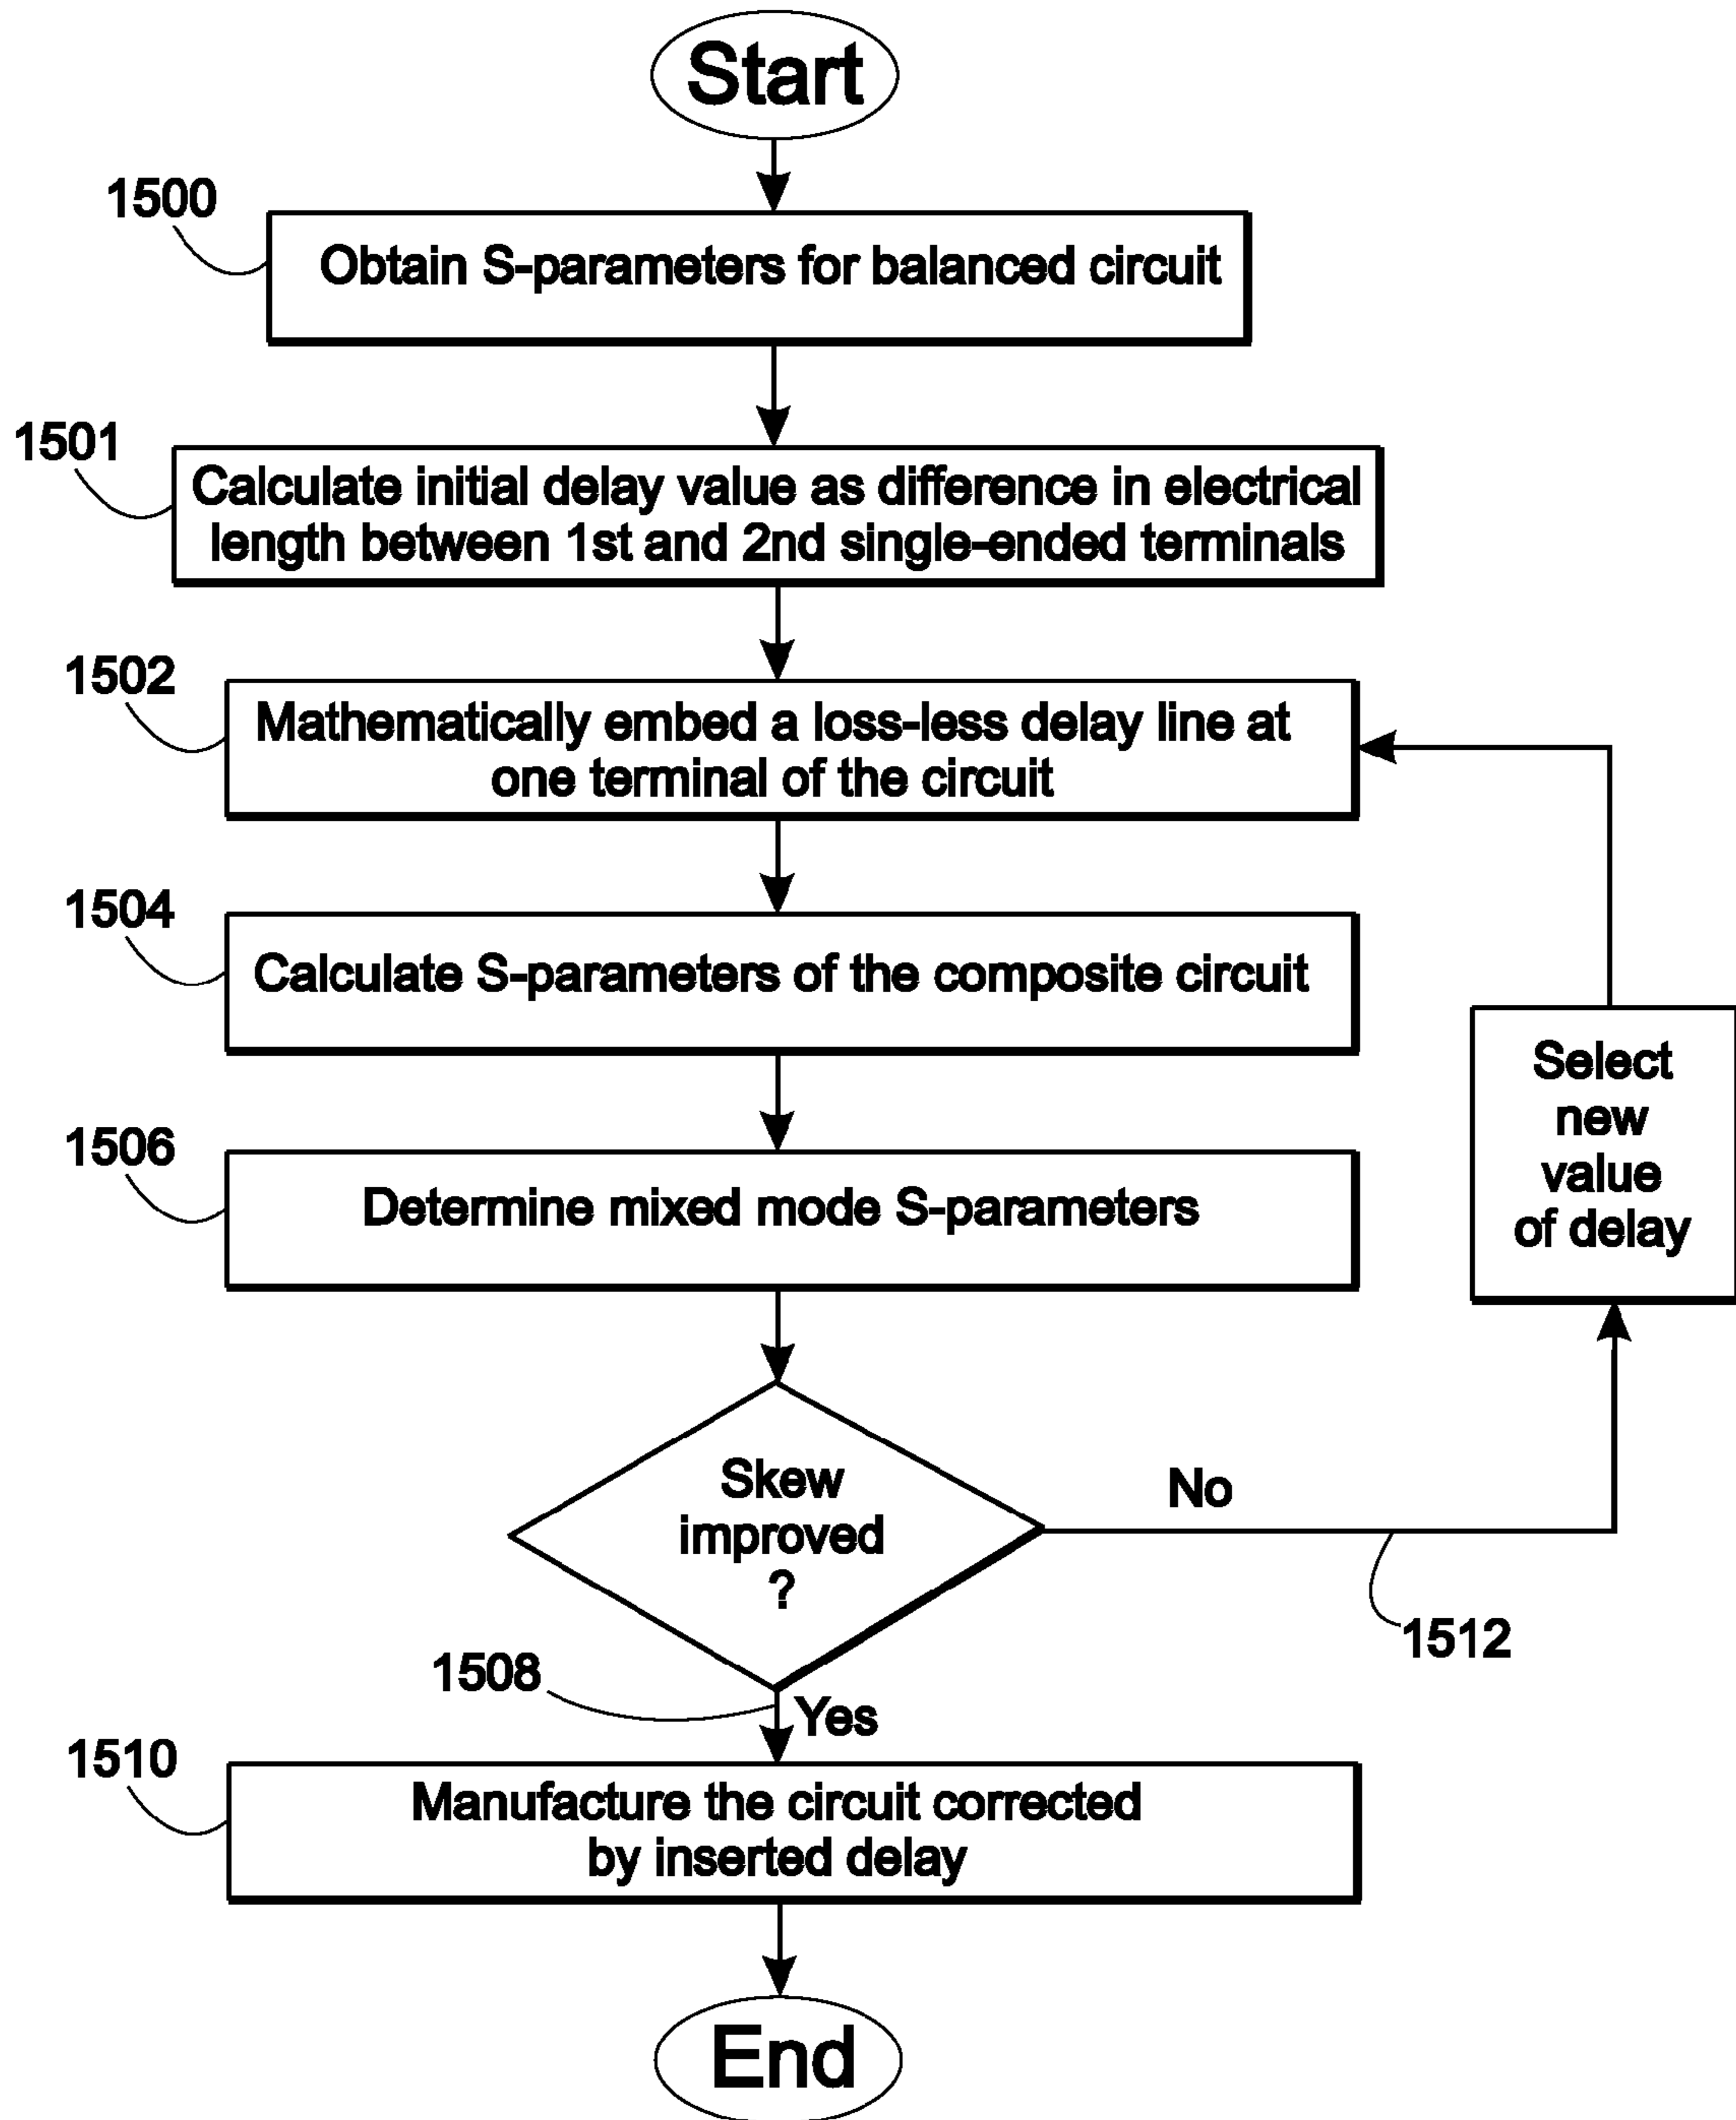 Start
1500
Obtain S-parameters for balanced circuit
1501
Calculate initial delay value as difference in electrical
length between 1st and 2nd single-ended terminals
1502
Mathematically embed a loss-less delay line at
one terminal of the circuit
1504
Calculate S-parameters of the composite circuit
1506
Determine mixed mode S-parameters
Select
new
value
of delay
Skew
improved
?
No
1512
1508
Yes
1510
Manufacture the circuit corrected
by inserted delay
End